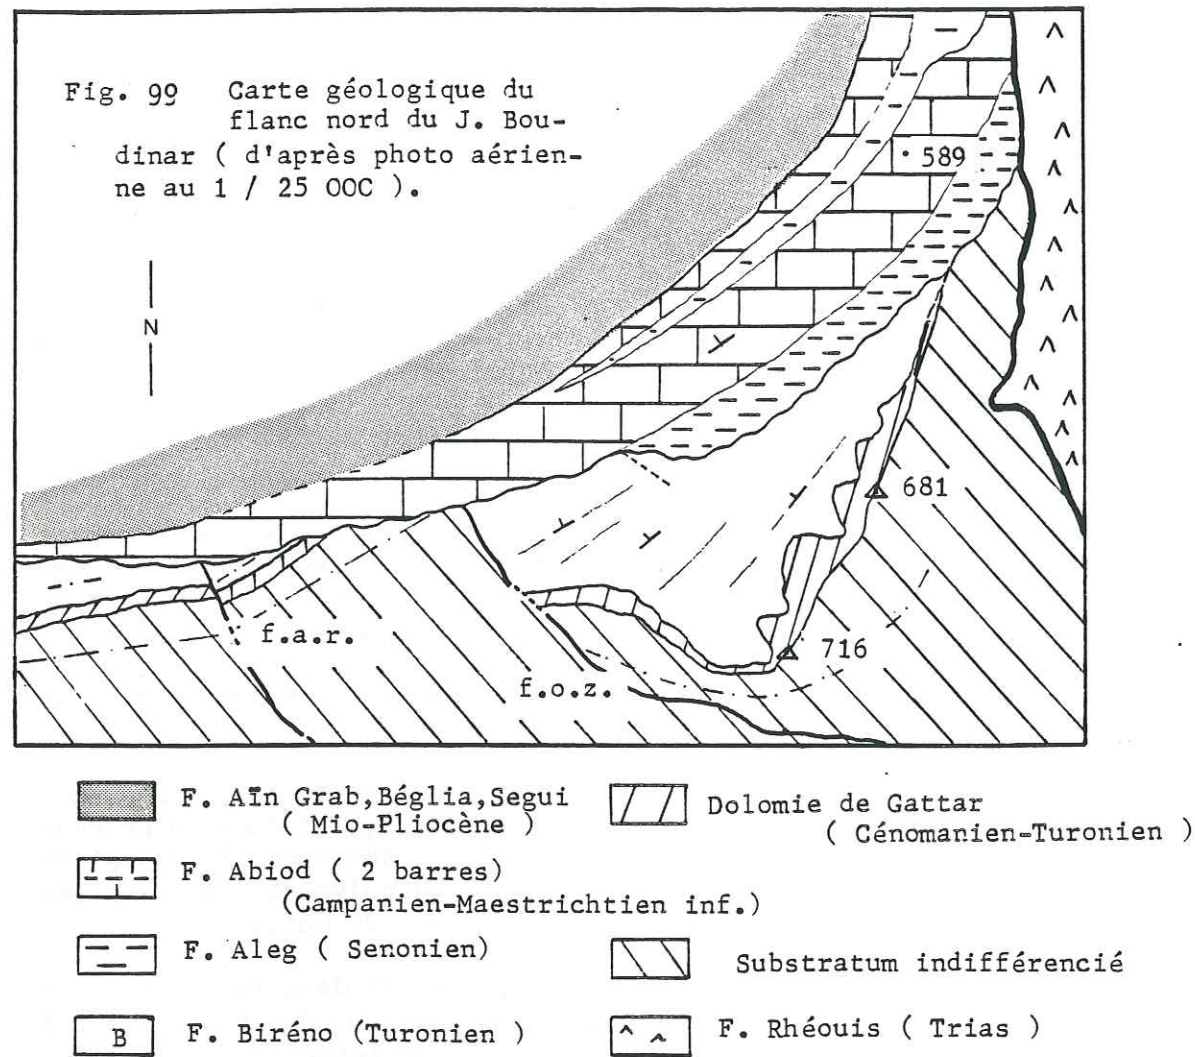 Fig. 99 Carte géologique du
flanc nord du J. Bou-
dinar ( d'après photo aérien-
ne au 1 / 25 OOC ).
N
589
681
716
f.a.r.
f.o.z.
F. Aïn Grab,Béglia,Segui
( Mio-Pliocène )
F. Abiod ( 2 barres)
(Campanien-Maestrichtien inf.)
F. Aleg ( Senonien)
B F. Biréno (Turonien )
Dolomie de Gattar
( Cénomanien-Turonien )
Substratum indifférencié
F. Rhéouis ( Trias )